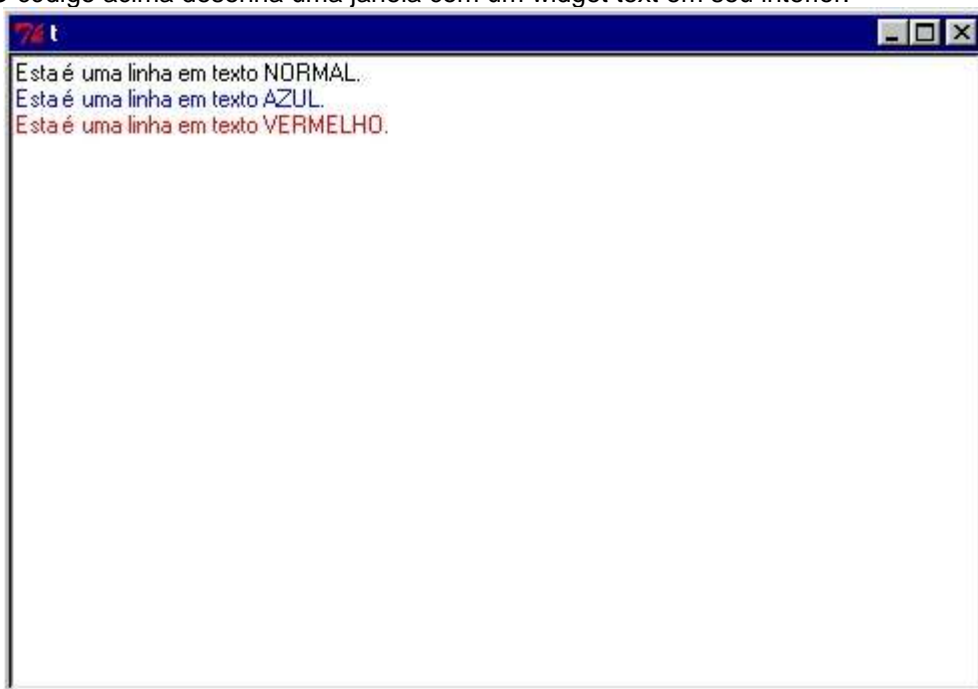 O código acima desenha uma janela com um widget text em seu interior:
t
Esta é uma linha em texto NORMAL.
Esta é uma linha em texto AZUL.
Esta é uma linha em texto VERMELHO.